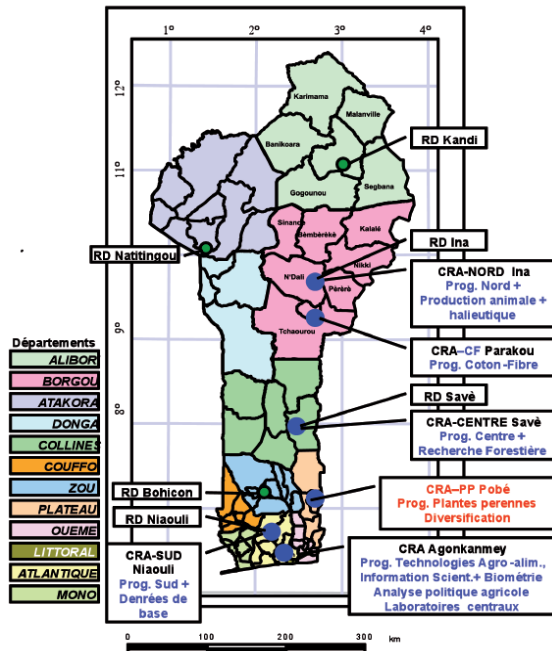 1° 2° 3° 4°
12°
Karimama
Malanville
Banikoara
RD Kandi
11°
Gogounou
Segbana
Sinandé
Bèmbèrèkè
Kalalé
RD Ina
RD Natitingou
Nikki
N'Dali
Pèrèrè
CRA-NORD Ina
Prog. Nord +
Production animale +
halieutique
9°
Tchaourou
CRA–CF Parakou
Prog. Coton -Fibre
Départements
ALIBOR
BORGOU
ATAKORA
DONGA
COLLINES
COUFFO
ZOU
PLATEAU
OUEME
LITTORAL
ATLANTIQUE
MONO
8°
RD Savè
CRA-CENTRE Savè
Prog. Centre +
Recherche Forestière
RD Bohicon
CRA–PP Pobé
Prog. Plantes perennes
Diversification
RD Niaouli
CRA-SUD
Niaouli
Prog. Sud +
Denrées de
base
CRA Agonkanmey
Prog. Technologies Agro -alim.,
Information Scient.+ Biométrie
Analyse politique agricole
Laboratoires centraux
0 100 200 300 km